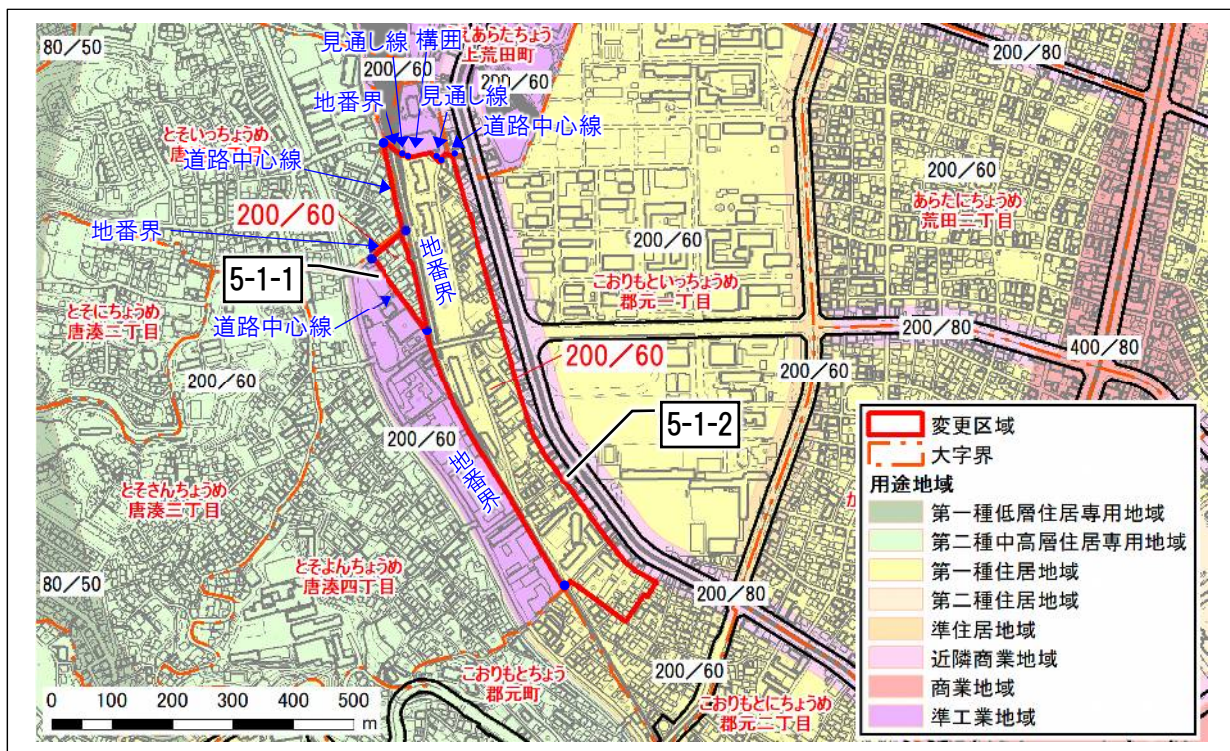 80／50
見通し線
構囲
えあらたちょう
上荒田町
200／60
200／60
200／80
見通し線
地番界
道路中心線
とそいっちょうめ
道路中心線
200／60
あらたにちょうめ
荒田二丁目
200／60
地番界
200／60
地番界
5-1-1
こおりもといっちょうめ
郡元一丁目
とそにちょうめ
唐湊二丁目
道路中心線
200／80
400／80
200／60
200／60
200／60
5-1-2
200／60
地番界
とそさんちょうめ
唐湊三丁目
とそよんちょうめ
唐湊四丁目
80／50
200／80
200／60
こおりもとちょう
郡元町
こおりもとにちょうめ
郡元二丁目
0 100 200 300 400 500
m
変更区域
大字界
用途地域
第一種低層住居専用地域
第二種中高層住居専用地域
第一種住居地域
第二種住居地域
準住居地域
近隣商業地域
商業地域
準工業地域